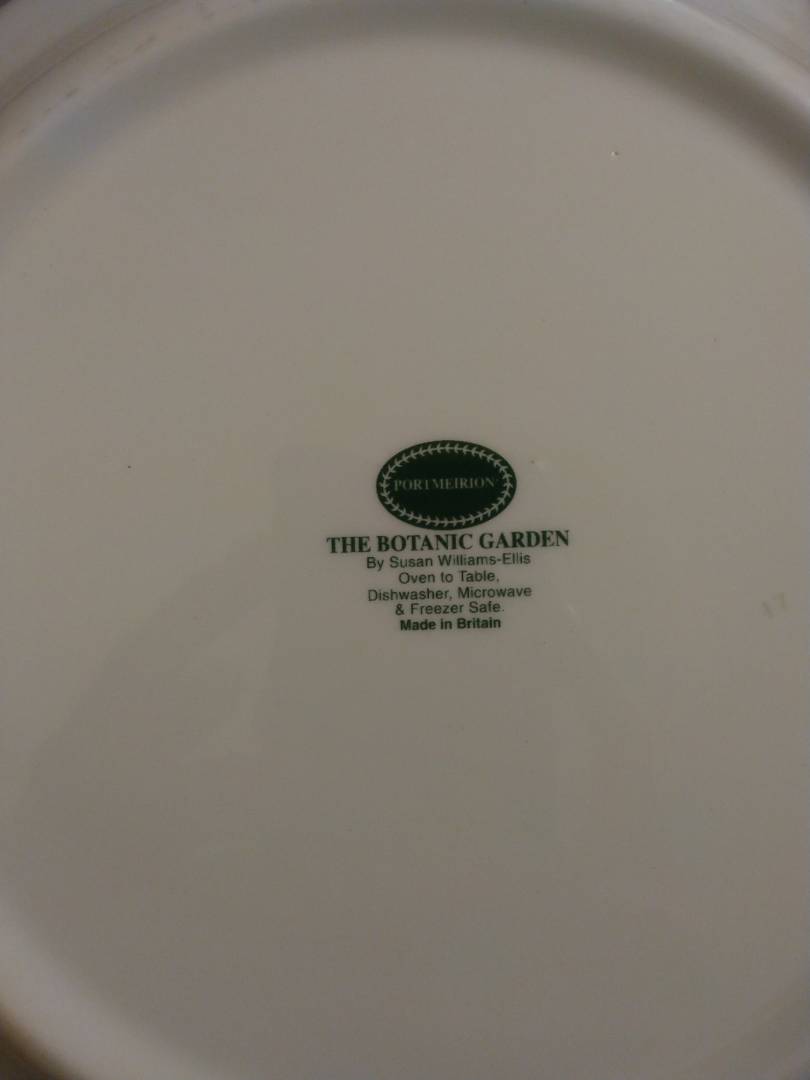 PORTMEIRION
THE BOTANIC GARDEN
By Susan Williams-Ellis
Oven to Table,
Dishwasher, Microwave
& Freezer Safe.
Made in Britain